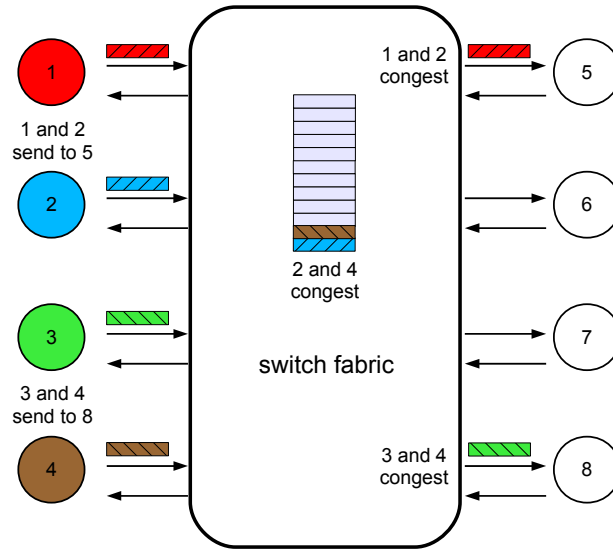 1
1 and 2
send to 5
2
3
3 and 4
send to 8
4
2 and 4
congest
switch fabric
1 and 2
congest
3 and 4
congest
5
6
7
8